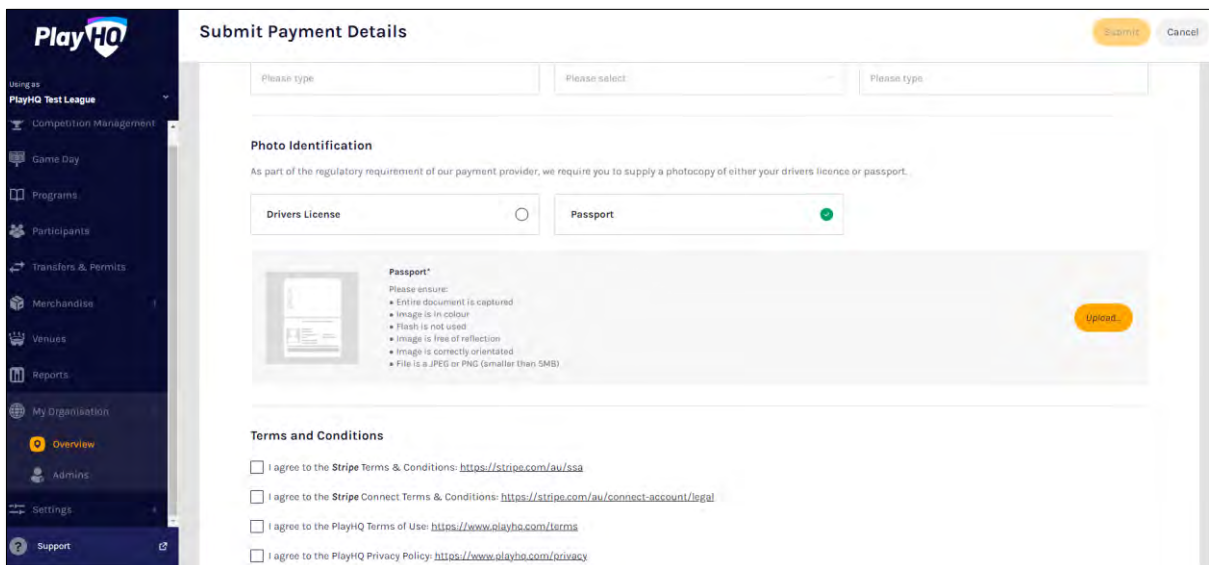 PlayHQ
Submit Payment Details
Submit
Cancel
Using as
PlayHQ Test League
Competition Management
Game Day
Programs
Participants
Transfers & Permits
Merchandise
Venues
Reports
My Organisation
Overview
Admins
Settings
Support
Please type
Please select
Please type
Photo Identification
As part of the regulatory requirement of our payment provider, we require you to supply a photocopy of either your drivers licence or passport.
Drivers License
Passport
Passport*
Please ensure:
• Entire document is captured
• Image is in colour
• Flash is not used
• Image is free of reflection
• Image is correctly orientated
• File is a JPEG or PNG (smaller than 5MB)
Upload...
Terms and Conditions
I agree to the Stripe Terms & Conditions: https://stripe.com/au/ssa
I agree to the Stripe Connect Terms & Conditions: https://stripe.com/au/connect-account/legal
I agree to the PlayHQ Terms of Use: https://www.playhq.com/terms
I agree to the PlayHQ Privacy Policy: https://www.playhq.com/privacy